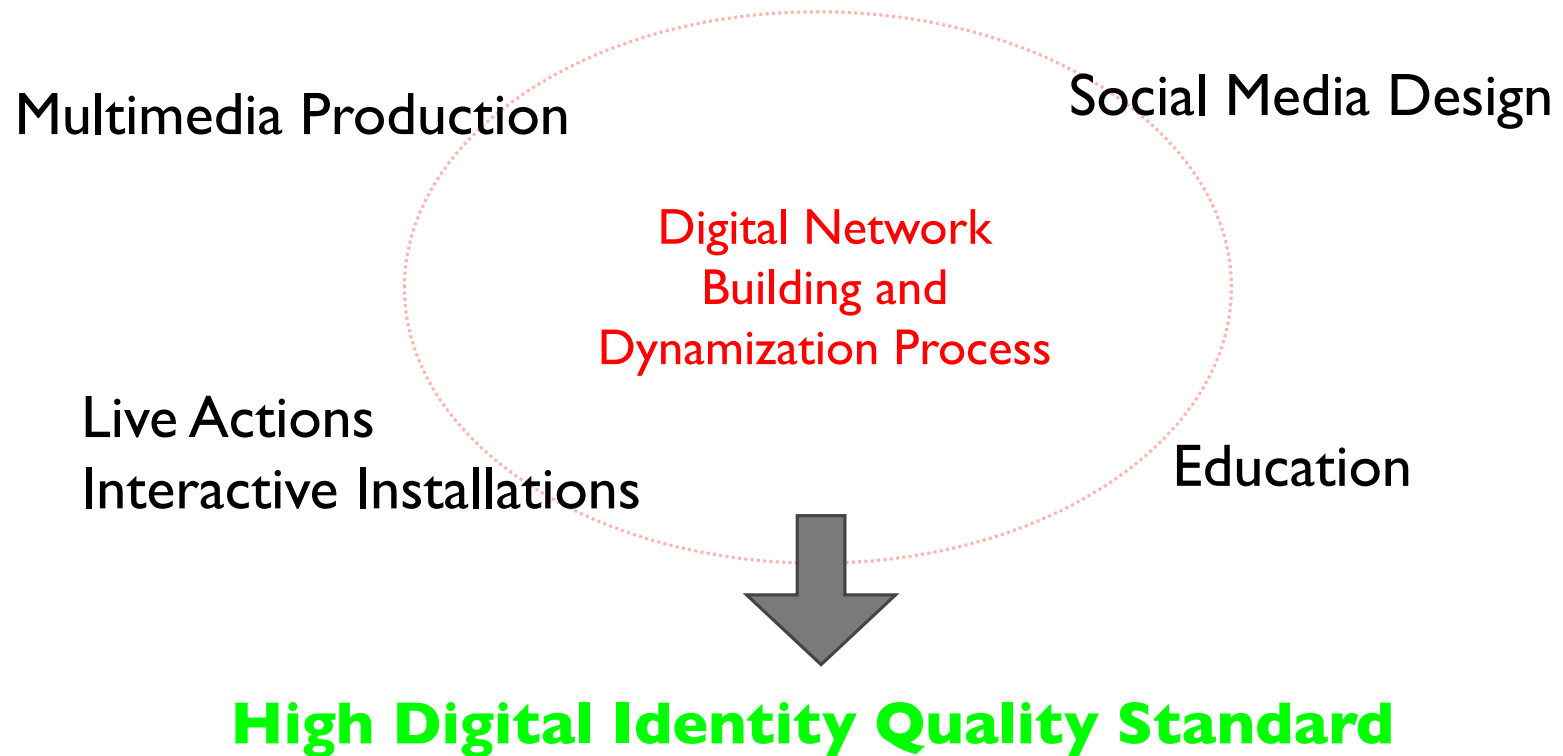 Multimedia Production
Social Media Design
Digital Network
Building and
Dynamization Process
Live Actions
Interactive Installations
Education
High Digital Identity Quality Standard